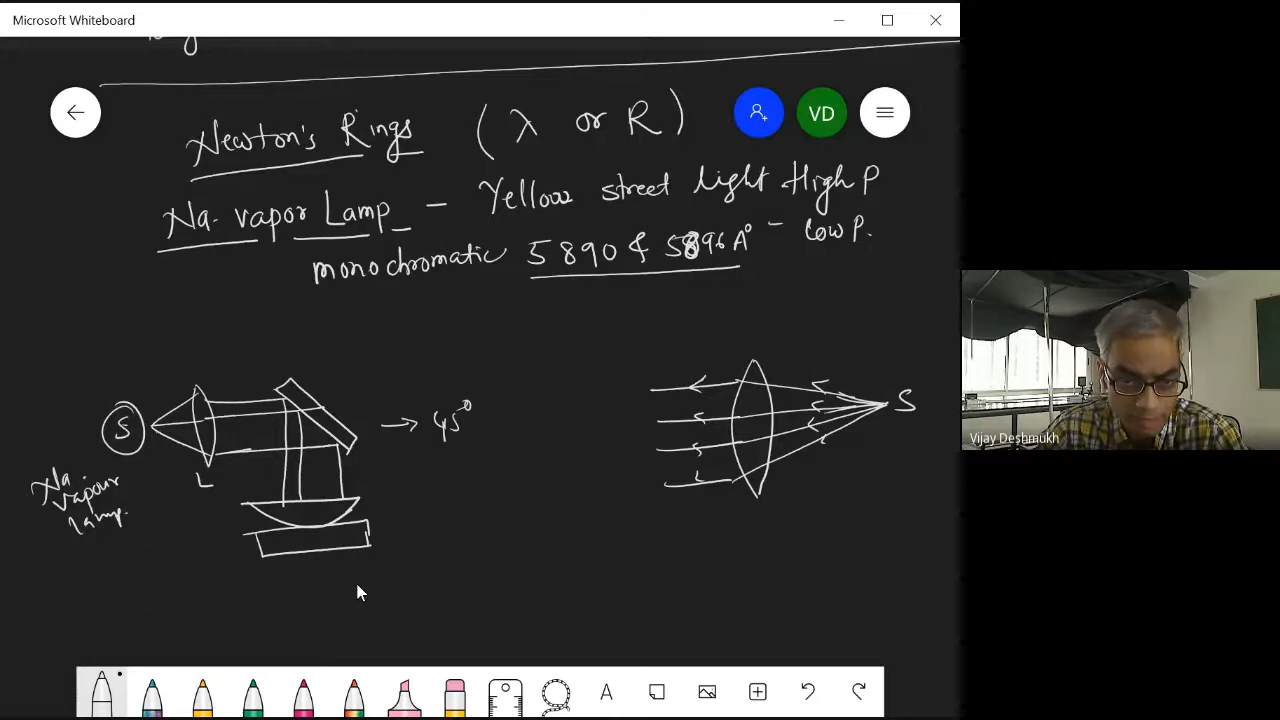 Microsoft Whiteboard
Newton's Rings ( λ or R )
VD
Na-vapor Lamp - Yellow street light High P
monochromatic 5890 & 5896 A° - Low P.
→ 45°
S
S
L
Na
vapour
lamp.
Vijay Deshmukh
A